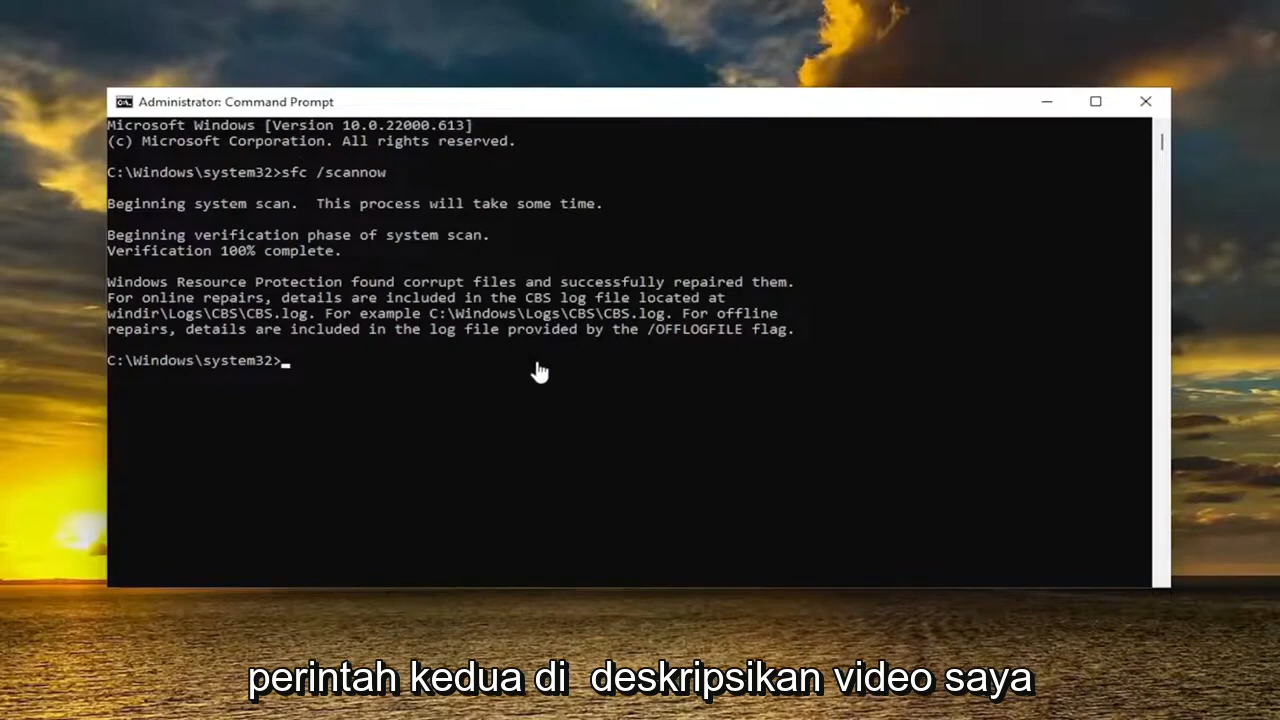 Administrator: Command Prompt
Microsoft Windows [Version 10.0.22000.613]
(c) Microsoft Corporation. All rights reserved.
C:\Windows\system32>sfc /scannow
Beginning system scan.  This process will take some time.
Beginning verification phase of system scan.
Verification 100% complete.
Windows Resource Protection found corrupt files and successfully repaired them.
For online repairs, details are included in the CBS log file located at
windir\Logs\CBS\CBS.log. For example C:\Windows\Logs\CBS\CBS.log. For offline
repairs, details are included in the log file provided by the /OFFLOGFILE flag.
C:\Windows\system32>
perintah kedua di  deskripsikan video saya